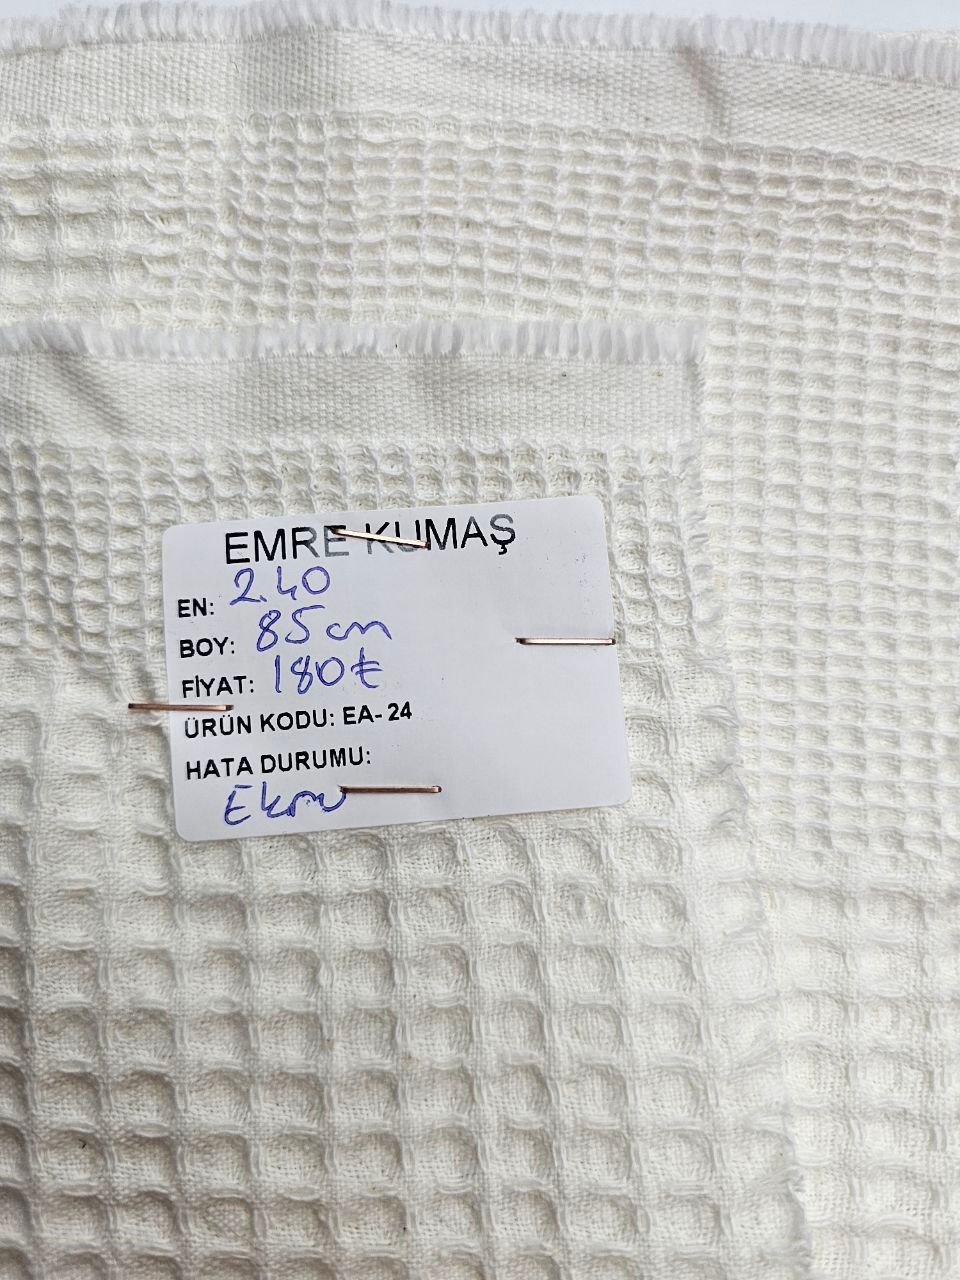 EMRE KUMAŞ
EN: 2.40
BOY: 85 cm
FİYAT: 180₺
ÜRÜN KODU: EA- 24
HATA DURUMU:
Ekru